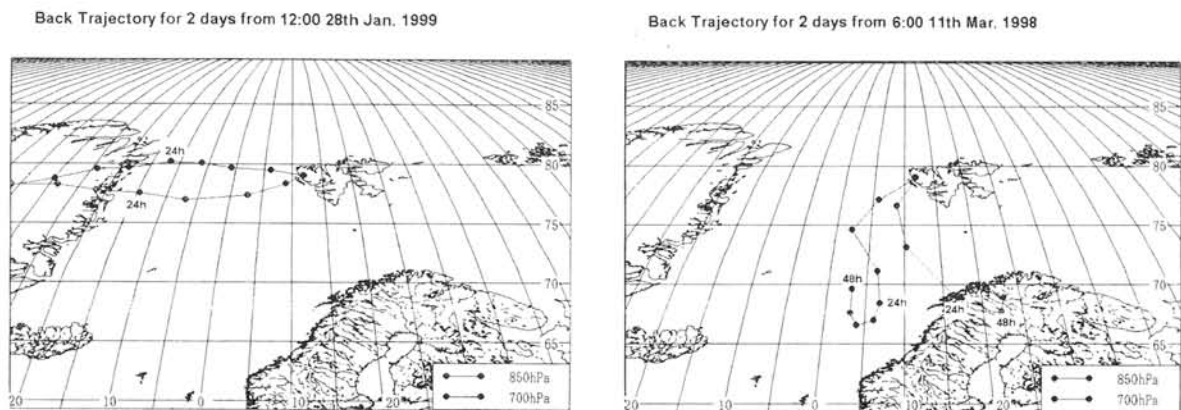 Back Trajectory for 2 days from 12:00 28th Jan. 1999
85
80
75
70
65
24h
24h
850hPa
700hPa
20
10
0
10
20
Back Trajectory for 2 days from 6:00 11th Mar. 1998
85
80
75
70
65
48h
24h
24h
48h
850hPa
700hPa
0
10
20